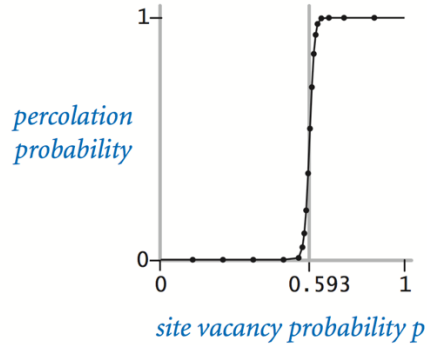 1
percolation
probability
0
0 0.593 1
site vacancy probability p